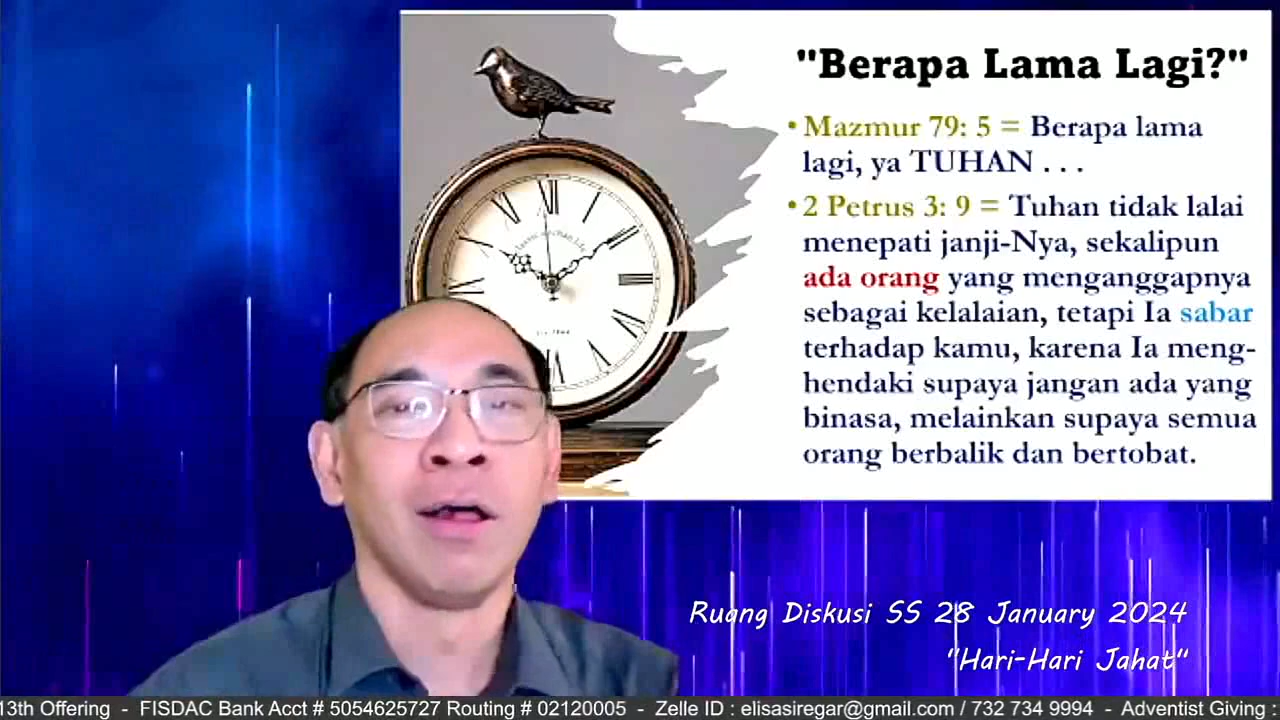 "Berapa Lama Lagi?"
• Mazmur 79: 5 = Berapa lama
lagi, ya TUHAN . . .
• 2 Petrus 3: 9 = Tuhan tidak lalai
menepati janji-Nya, sekalipun
ada orang yang menganggapnya
sebagai kelalaian, tetapi Ia sabar
terhadap kamu, karena Ia meng-
hendaki supaya jangan ada yang
binasa, melainkan supaya semua
orang berbalik dan bertobat.
Ruang Diskusi SS 28 January 2024
"Hari-Hari Jahat"
13th Offering - FISDAC Bank Acct # 5054625727 Routing # 02120005 - Zelle ID : elisasiregar@gmail.com / 732 734 9994 - Adventist Giving :